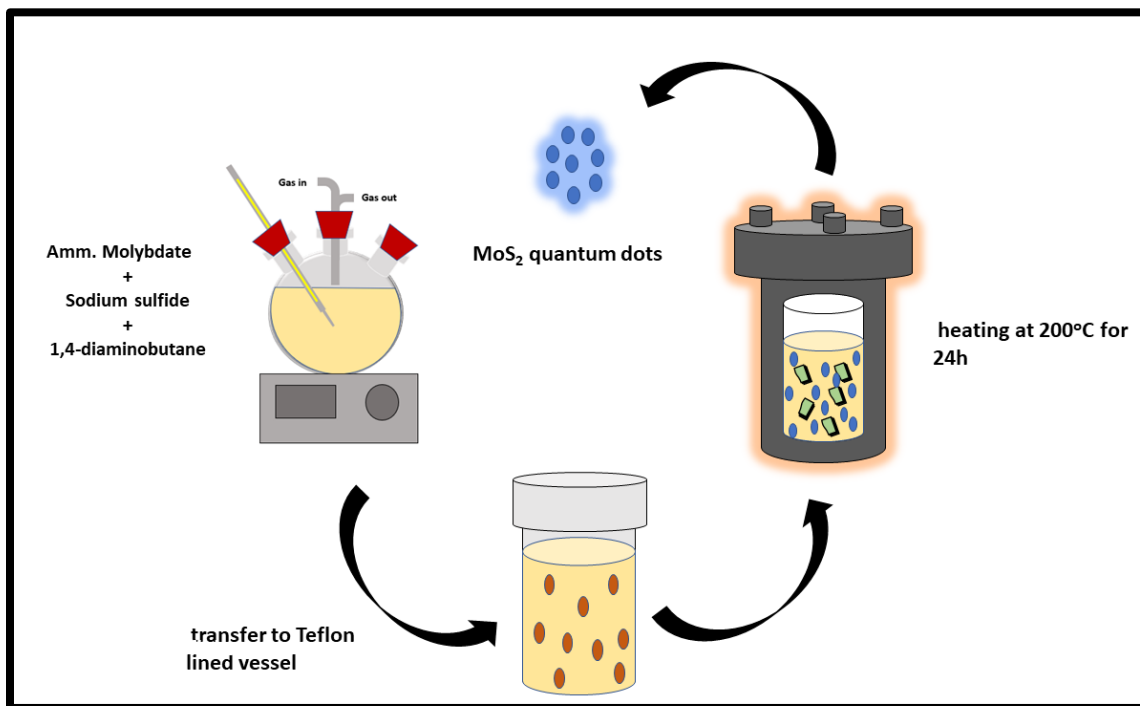 Gas in
Gas out
Amm. Molybdate
+
Sodium sulfide
+
1,4-diaminobutane
MoS₂ quantum dots
heating at 200°C for
24h
transfer to Teflon
lined vessel